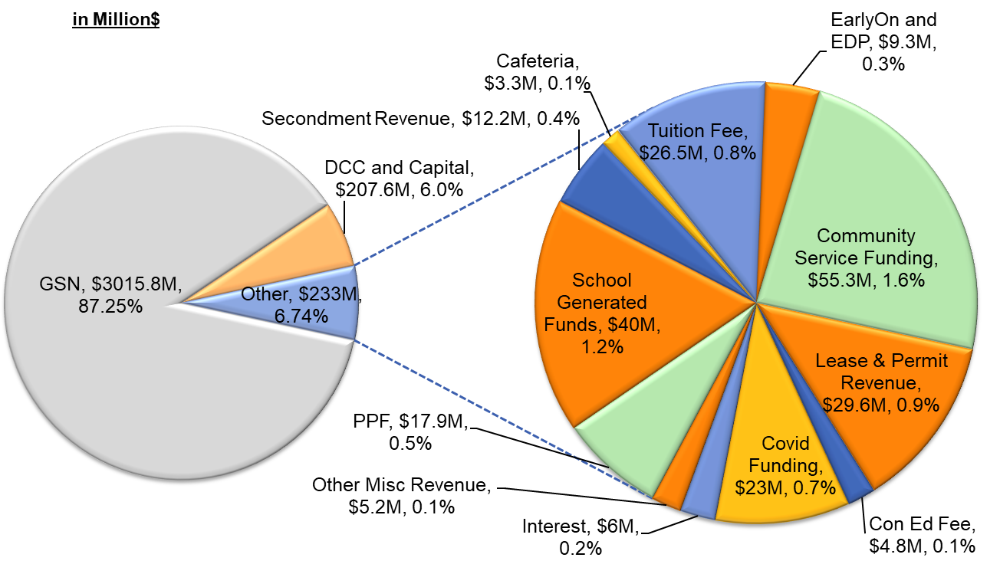 in Million$
EarlyOn and
EDP, $9.3M,
0.3%
Cafeteria,
$3.3M, 0.1%
Secondment Revenue, $12.2M, 0.4%
Tuition Fee,
$26.5M, 0.8%
DCC and Capital,
$207.6M, 6.0%
Community
Service Funding,
$55.3M, 1.6%
GSN, $3015.8M,
87.25%
Other, $233M,
6.74%
School
Generated
Funds, $40M,
1.2%
Lease & Permit
Revenue,
$29.6M, 0.9%
PPF, $17.9M,
0.5%
Covid
Funding,
$23M, 0.7%
Other Misc Revenue,
$5.2M, 0.1%
Interest, $6M,
0.2%
Con Ed Fee,
$4.8M, 0.1%